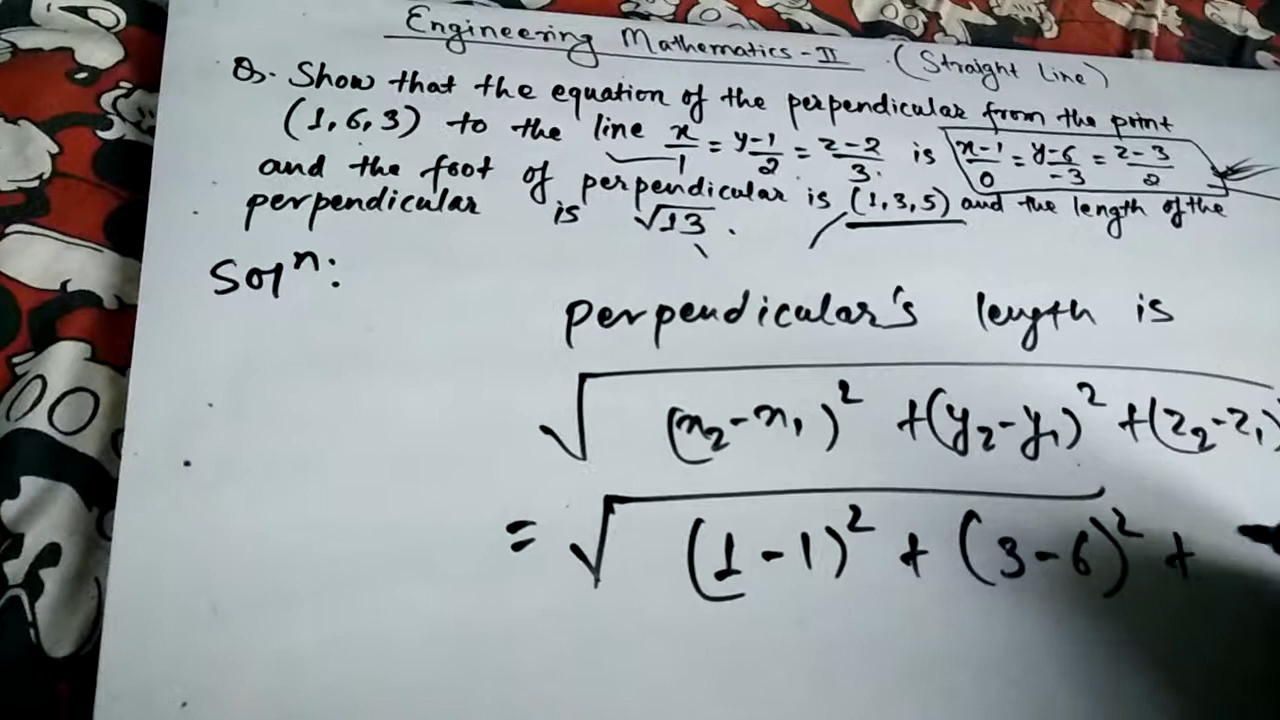 Engineering Mathematics-II (Straight Line)
Q. Show that the equation of the perpendicular from the print
(1, 6, 3) to the line x/1 = y-1/2 = z-2/3 is x-1/0 = y-6/-3 = z-3/2
and the foot of perpendicular is (1, 3, 5) and the length of the
perpendicular is √13.
Solⁿ:
perpendicular's length is
√(x₂-x₁)² + (y₂-y₁)² + (z₂-z₁)
= √(1-1)² + (3-6)² +